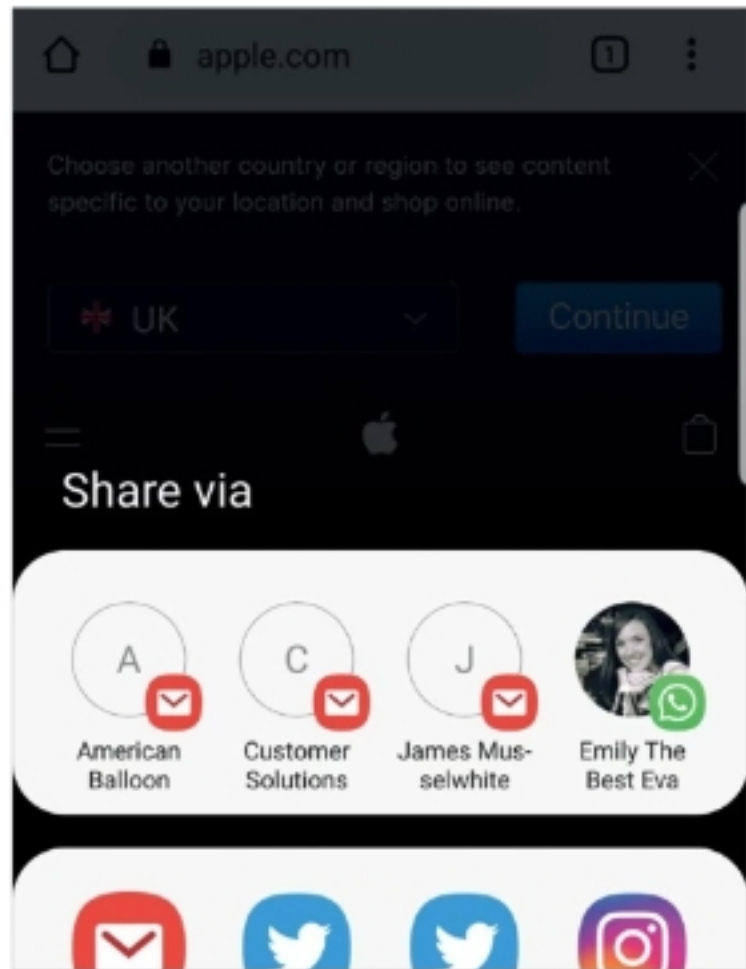 apple.com
1
Choose another country or region to see content
specific to your location and shop online.
UK
Continue
Share via
A
C
J
American
Balloon
Customer
Solutions
James Mus-
selwhite
Emily The
Best Eva